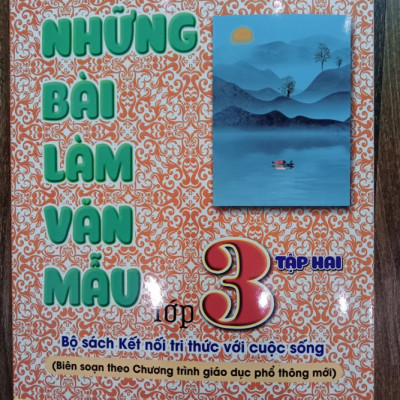 NHỮNG
BÀI
LÀM
VĂN
MẪU
lớp 3 TẬP HAI
Bộ sách Kết nối tri thức với cuộc sống
(Biên soạn theo Chương trình giáo dục phổ thông mới)